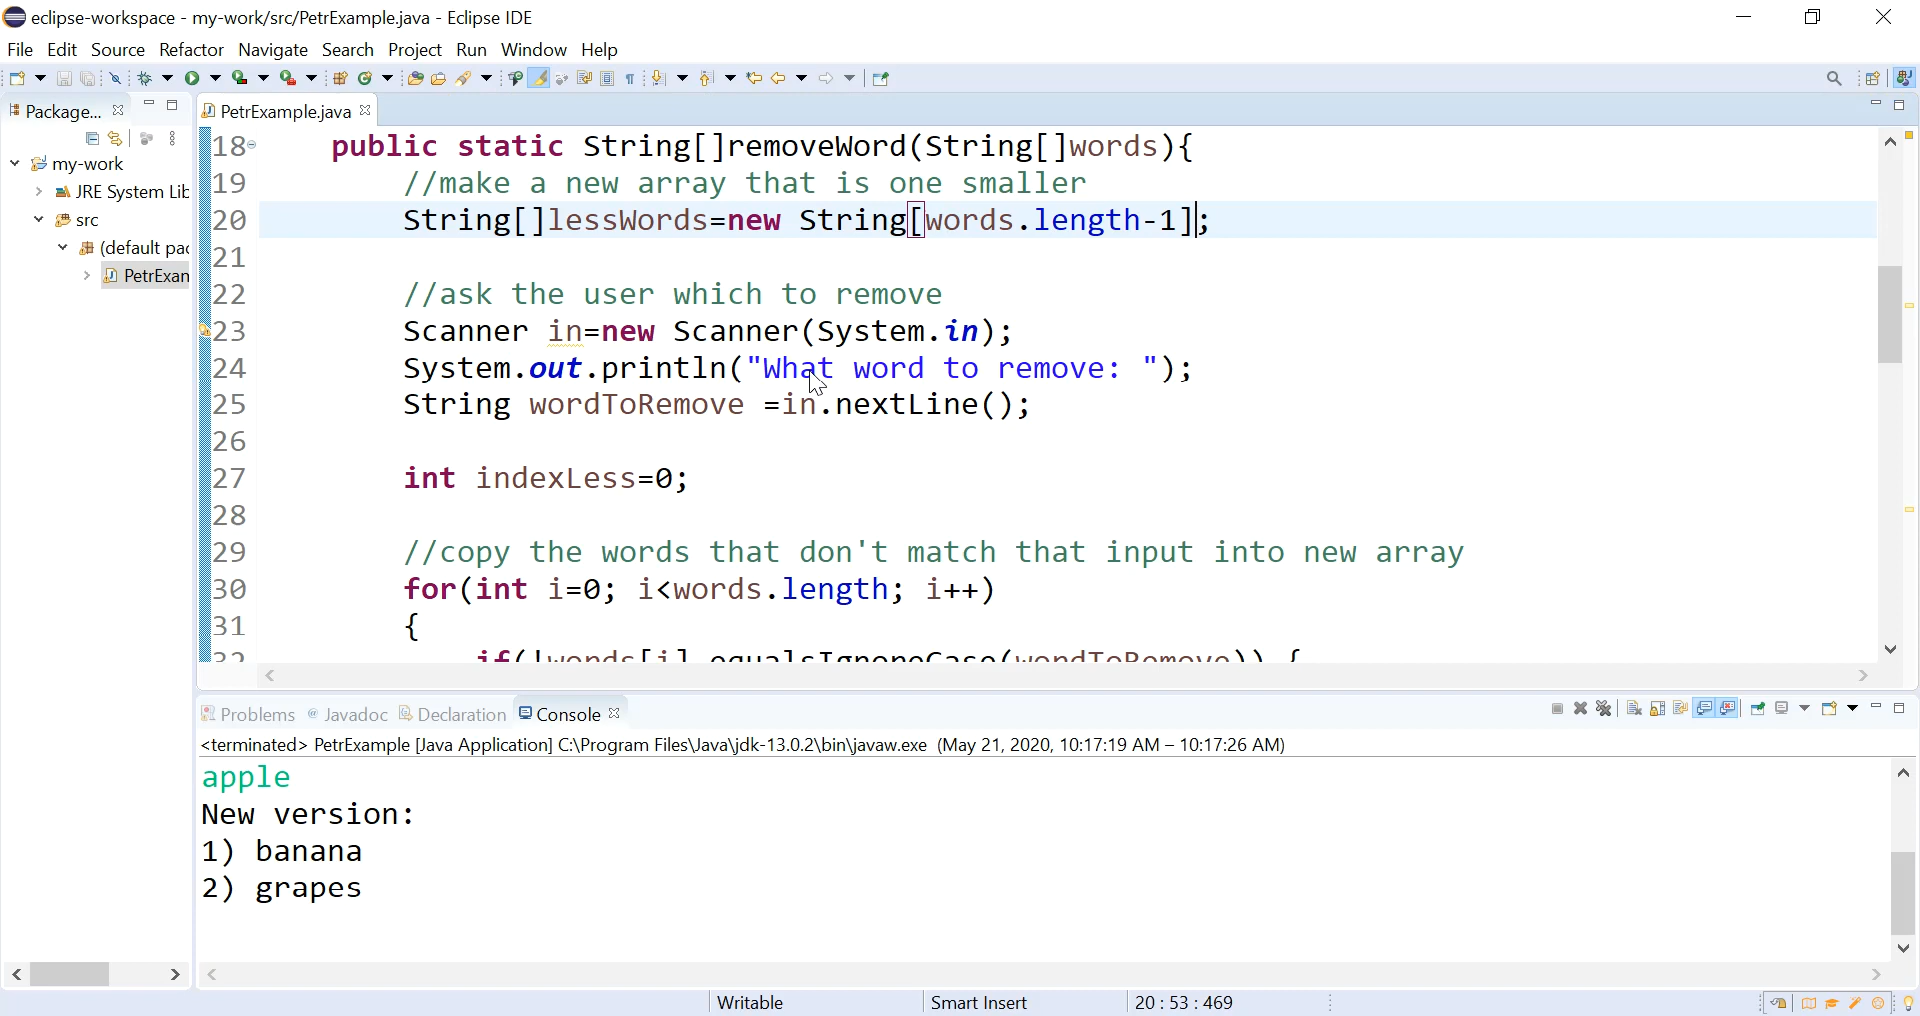 eclipse-workspace - my-work/src/PetrExample.java - Eclipse IDE
File Edit Source Refactor Navigate Search Project Run Window Help
Package...
PetrExample.java
my-work
JRE System Lib
src
(default pac
PetrExam
18 public static String[]removeWord(String[]words){
19 //make a new array that is one smaller
20 String[]lessWords=new String[words.length-1];
21
22 //ask the user which to remove
23 Scanner in=new Scanner(System.in);
24 System.out.println("What word to remove: ");
25 String wordToRemove =in.nextLine();
26
27 int indexLess=0;
28
29 //copy the words that don't match that input into new array
30 for(int i=0; i<words.length; i++)
31 {
32 if(!words[i].equalsIgnoreCase(wordToRemove)) {
Problems Javadoc Declaration Console
<terminated> PetrExample [Java Application] C:\Program Files\Java\jdk-13.0.2\bin\javaw.exe (May 21, 2020, 10:17:19 AM – 10:17:26 AM)
apple
New version:
1) banana
2) grapes
Writable Smart Insert 20 : 53 : 469